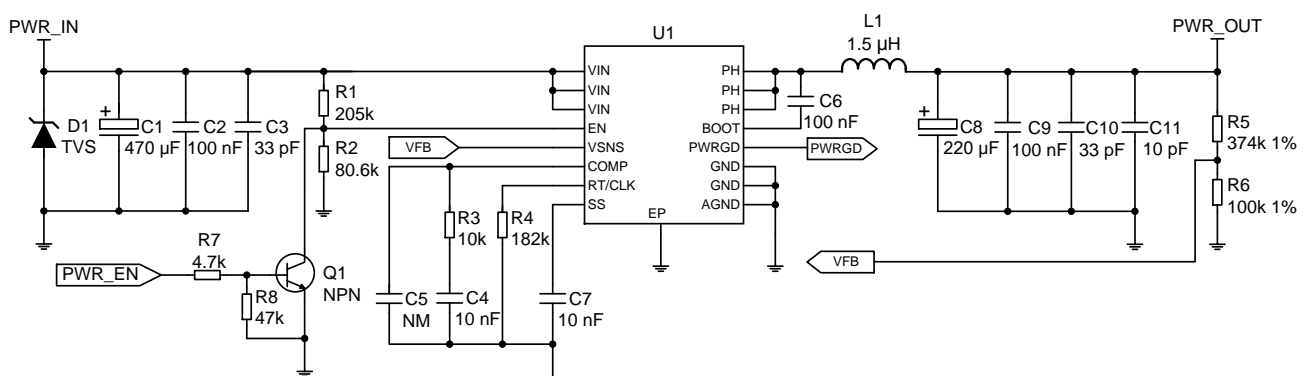 PWR_IN
D1
TVS
C1
470 µF
C2
100 nF
C3
33 pF
R1
205k
R2
80.6k
R7
4.7k
PWR_EN
R8
47k
Q1
NPN
VFB
R3
10k
R4
182k
C5
NM
C4
10 nF
C7
10 nF
U1
VIN
VIN
VIN
EN
VSNS
COMP
RT/CLK
SS
EP
PH
PH
PH
BOOT
PWRGD
GND
GND
AGND
C6
100 nF
PWRGD
L1
1.5 µH
PWR_OUT
C8
220 µF
C9
100 nF
C10
33 pF
C11
10 pF
R5
374k 1%
R6
100k 1%
VFB